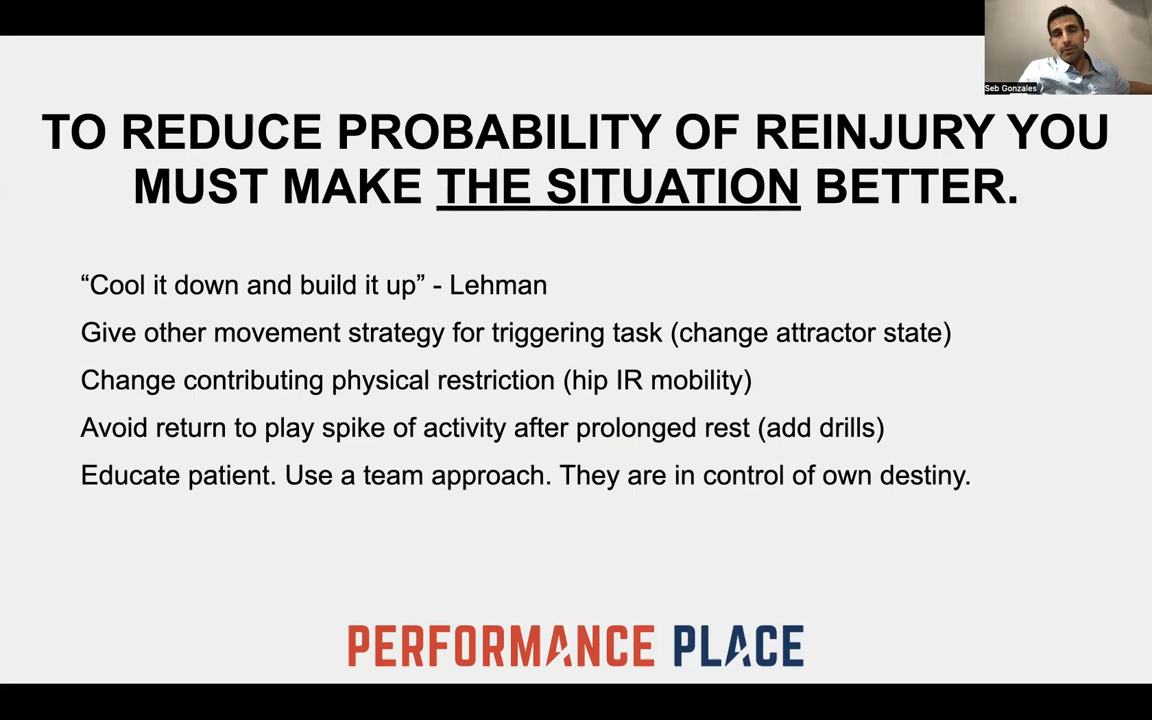 Seb Gonzales
TO REDUCE PROBABILITY OF REINJURY YOU
MUST MAKE THE SITUATION BETTER.
“Cool it down and build it up” - Lehman
Give other movement strategy for triggering task (change attractor state)
Change contributing physical restriction (hip IR mobility)
Avoid return to play spike of activity after prolonged rest (add drills)
Educate patient. Use a team approach. They are in control of own destiny.
PERFORMANCE PLACE